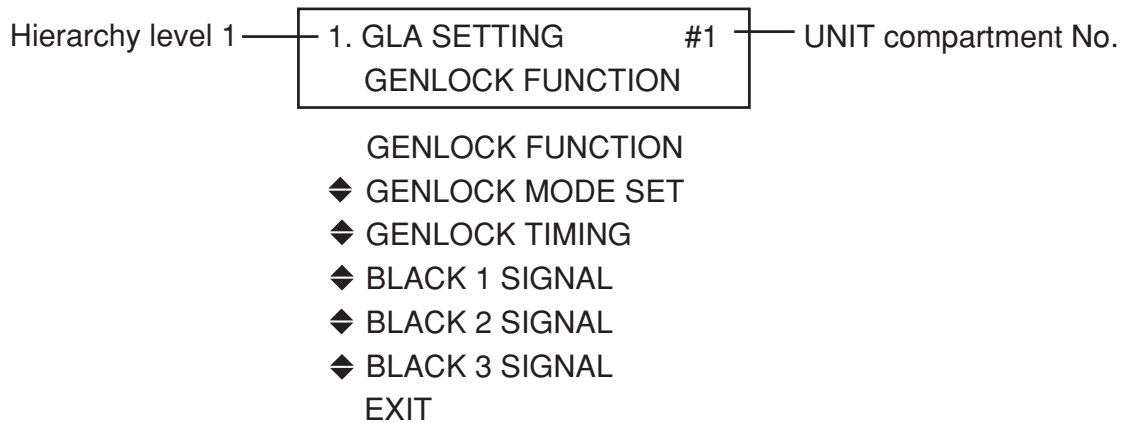 Hierarchy level 1 1. GLA SETTING #1 UNIT compartment No.
GENLOCK FUNCTION
GENLOCK FUNCTION
GENLOCK MODE SET
GENLOCK TIMING
BLACK 1 SIGNAL
BLACK 2 SIGNAL
BLACK 3 SIGNAL
EXIT